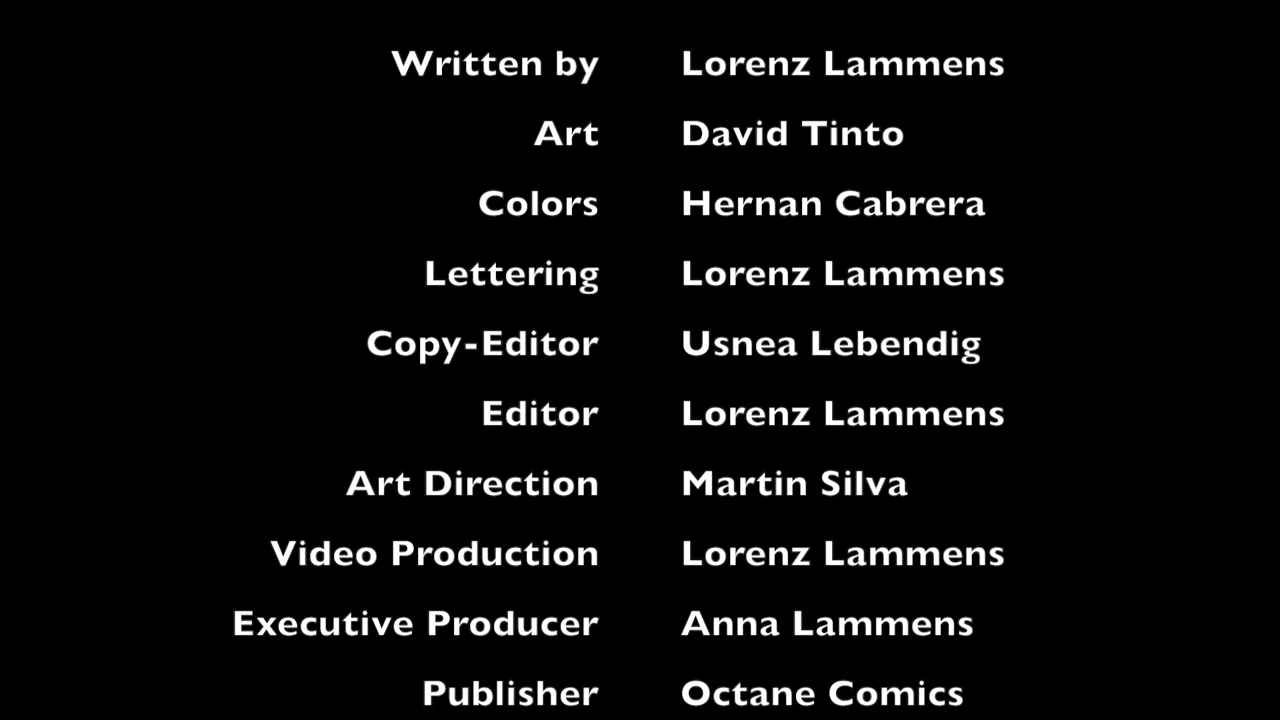 Written by Lorenz Lammens
Art David Tinto
Colors Hernan Cabrera
Lettering Lorenz Lammens
Copy-Editor Usnea Lebendig
Editor Lorenz Lammens
Art Direction Martin Silva
Video Production Lorenz Lammens
Executive Producer Anna Lammens
Publisher Octane Comics